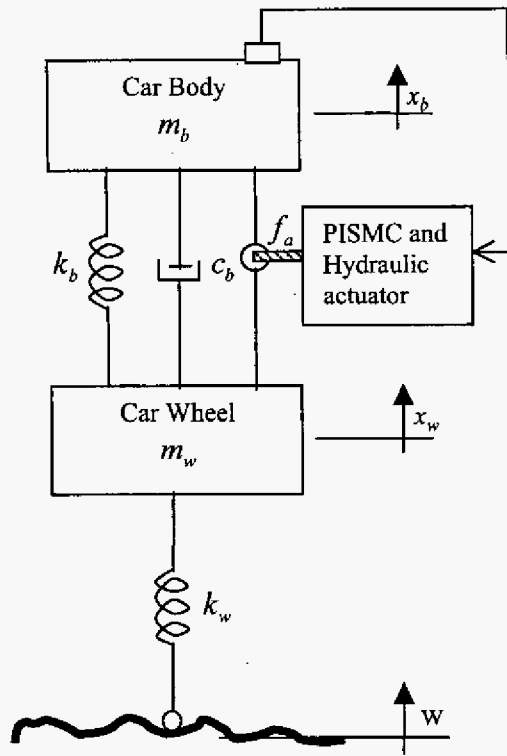 Car Body
m_b
x_b
k_b
c_b
f_a
PISMC and
Hydraulic
actuator
Car Wheel
m_w
x_w
k_w
w